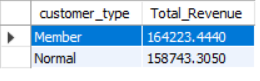 customer_type Total_Revenue
Member 164223.4440
Normal 158743.3050